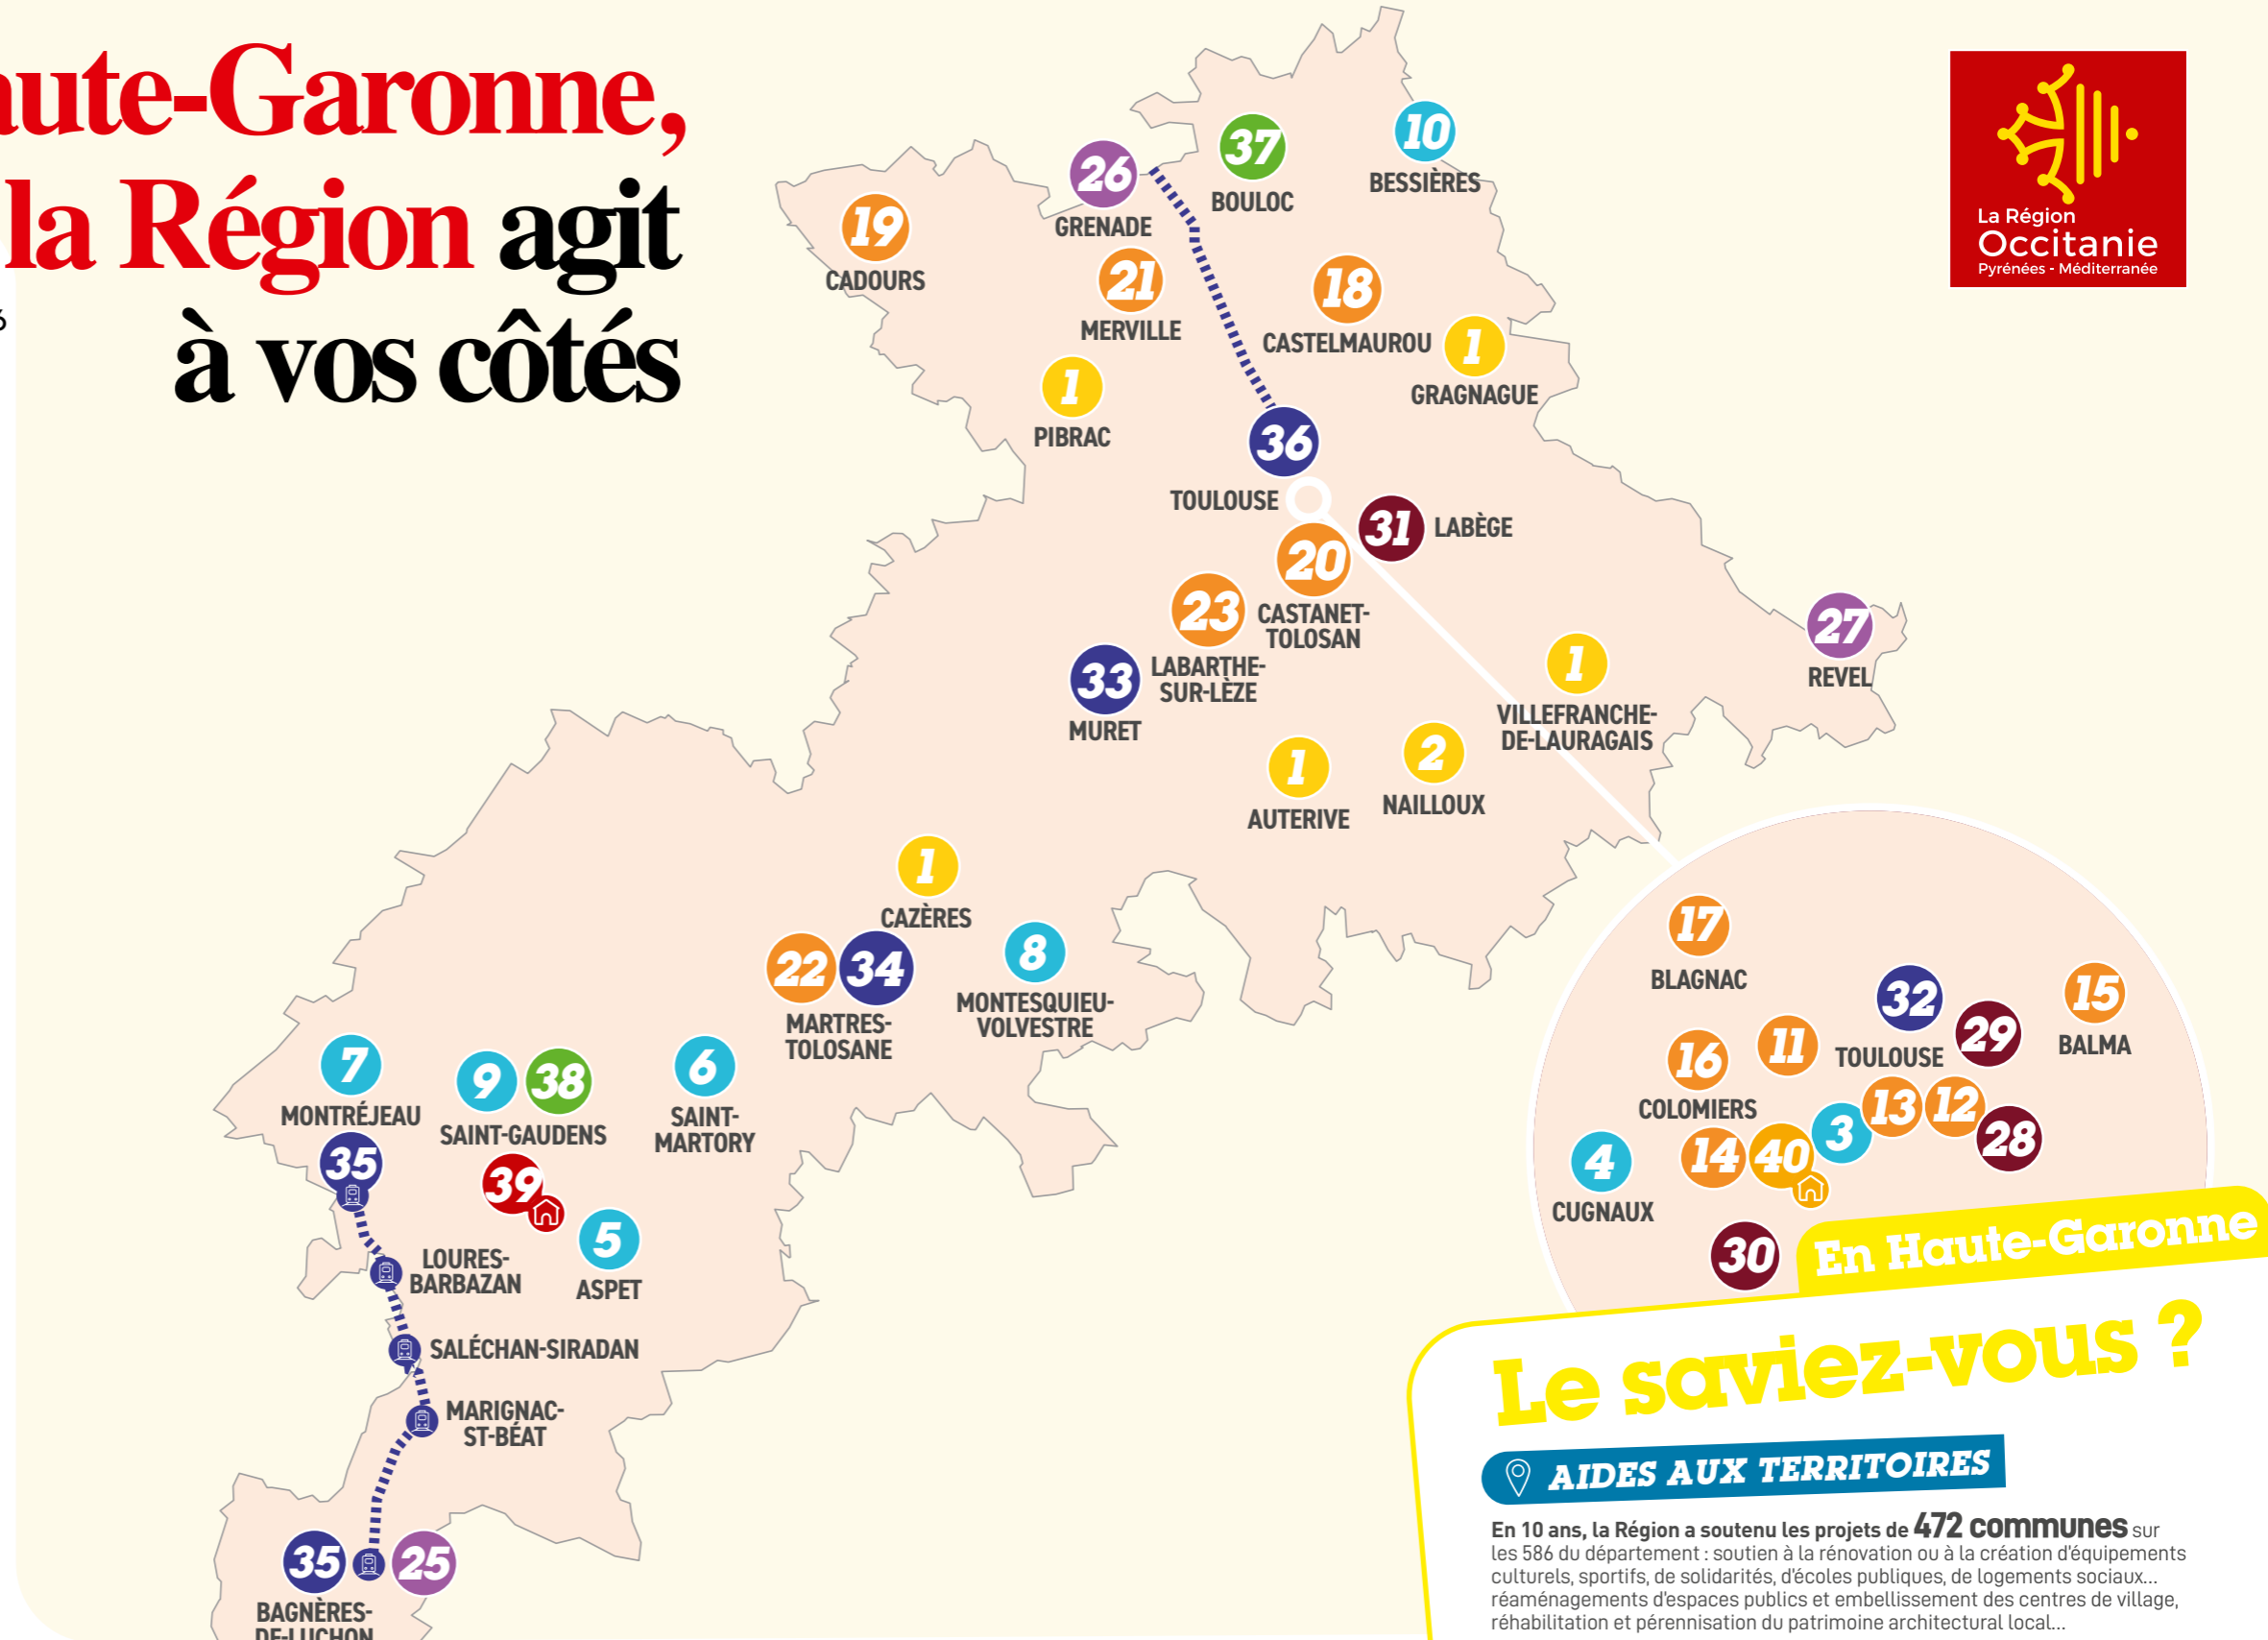 aute-Garonne,
la Région agit
à vos côtés
6
La Région
Occitanie
Pyrénées - Méditerranée
10
BESSIÈRES
37
BOULOC
26
GRENADE
19
CADOURS
21
MERVILLE
18
CASTELMAUROU
1
GRAGNAGUE
1
PIBRAC
36
TOULOUSE
31
LABÈGE
20
CASTANET-
TOLOSAN
23
LABARTHE-
SUR-LÈZE
27
REVEL
33
MURET
1
VILLEFRANCHE-
DE-LAURAGAIS
2
NAILLOUX
1
AUTERIVE
1
CAZÈRES
22
34
MARTRES-
TOLOSANE
8
MONTESQUIEU-
VOLVESTRE
7
MONTRÉJEAU
35
9
38
SAINT-GAUDENS
39
6
SAINT-
MARTORY
5
ASPET
LOURES-
BARBAZAN
SALÉCHAN-SIRADAN
MARIGNAC-
ST-BÉAT
35
25
BAGNÈRES-
DE-LUCHON
17
BLAGNAC
32
TOULOUSE
29
15
BALMA
16
COLOMIERS
11
13
12
3
28
14
40
4
CUGNAUX
30
En Haute-Garonne
Le saviez-vous ?
AIDES AUX TERRITOIRES
En 10 ans, la Région a soutenu les projets de 472 communes sur
les 586 du département : soutien à la rénovation ou à la création d'équipements
culturels, sportifs, de solidarités, d'écoles publiques, de logements sociaux...
réaménagements d'espaces publics et embellissement des centres de village,
réhabilitation et pérennisation du patrimoine architectural local...